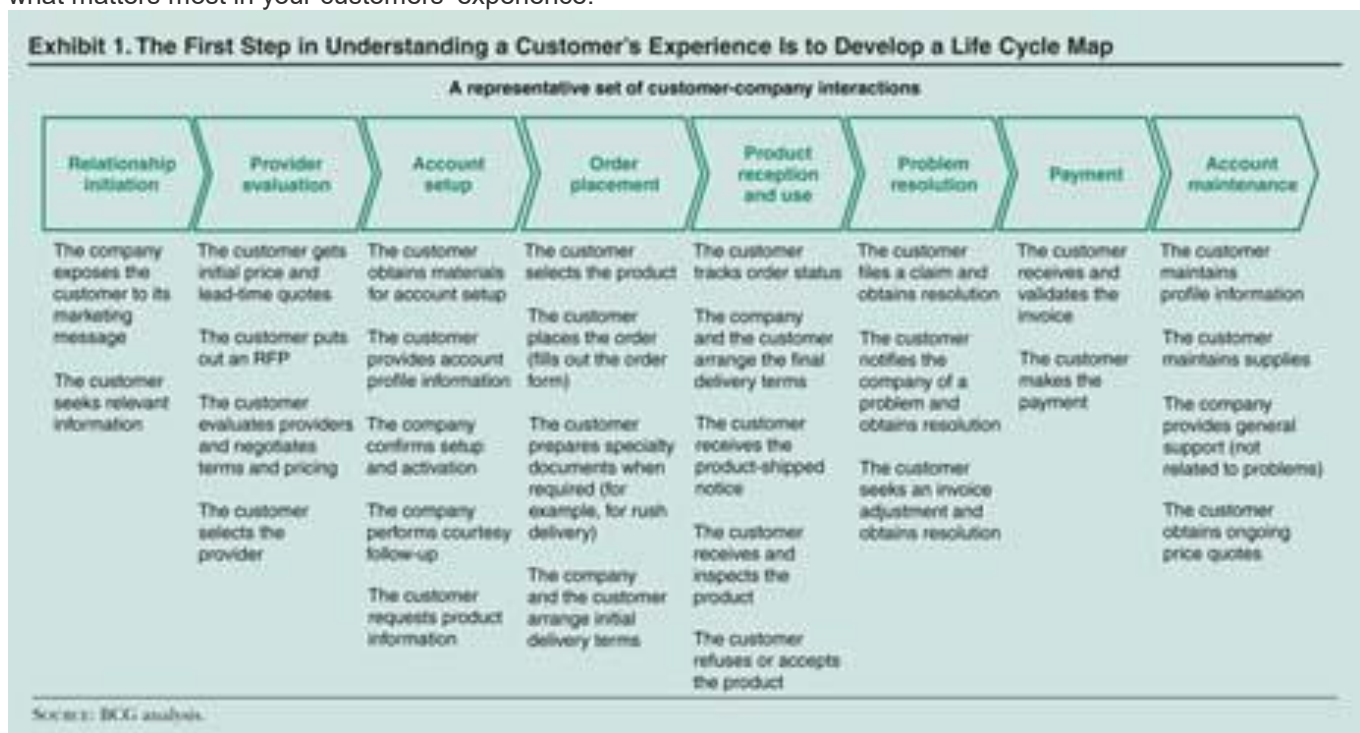 what matters most in your customers' experience.
Exhibit 1. The First Step in Understanding a Customer's Experience Is to Develop a Life Cycle Map
A representative set of customer-company interactions
Relationship
initiation
Provider
evaluation
Account
setup
Order
placement
Product
reception
and use
Problem
resolution
Payment
Account
maintenance
The company
exposes the
customer to its
marketing
message
The customer
seeks relevant
information
The customer gets
initial price and
lead-time quotes
The customer puts
out an RFP
The customer
evaluates providers
and negotiates
terms and pricing
The customer
selects the
provider
The customer
obtains materials
for account setup
The customer
provides account
profile information
The company
confirms setup
and activation
The company
performs courtesy
follow-up
The customer
requests product
information
The customer
selects the product
The customer
places the order
(fills out the order
form)
The customer
prepares specialty
documents when
required (for
example, for rush
delivery)
The company
and the customer
arrange initial
delivery terms
The customer
tracks order status
The company
and the customer
arrange the final
delivery terms
The customer
receives the
product-shipped
notice
The customer
receives and
inspects the
product
The customer
refuses or accepts
the product
The customer
files a claim and
obtains resolution
The customer
notifies the
company of a
problem and
obtains resolution
The customer
seeks an invoice
adjustment and
obtains resolution
The customer
receives and
validates the
invoice
The customer
makes the
payment
The customer
maintains
profile information
The customer
maintains supplies
The company
provides general
support (not
related to problems)
The customer
obtains ongoing
price quotes
Source: BCG analysis.